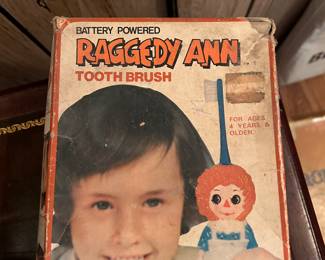 BATTERY POWERED
RAGGEDY ANN
TOOTH BRUSH
FOR AGES
4 YEARS &
OLDER.